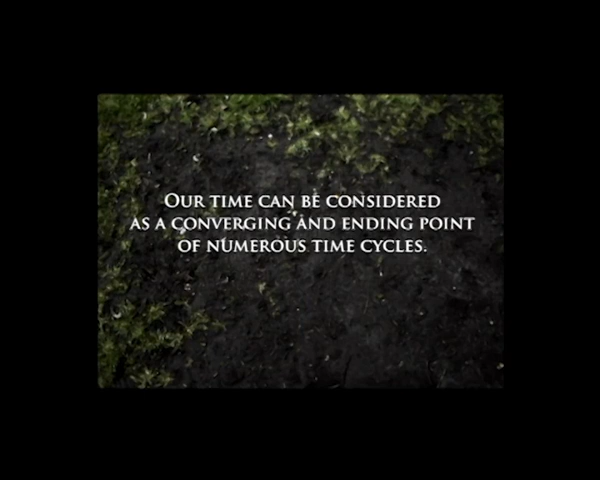 Our time can be considered
as a converging and ending point
of numerous time cycles.